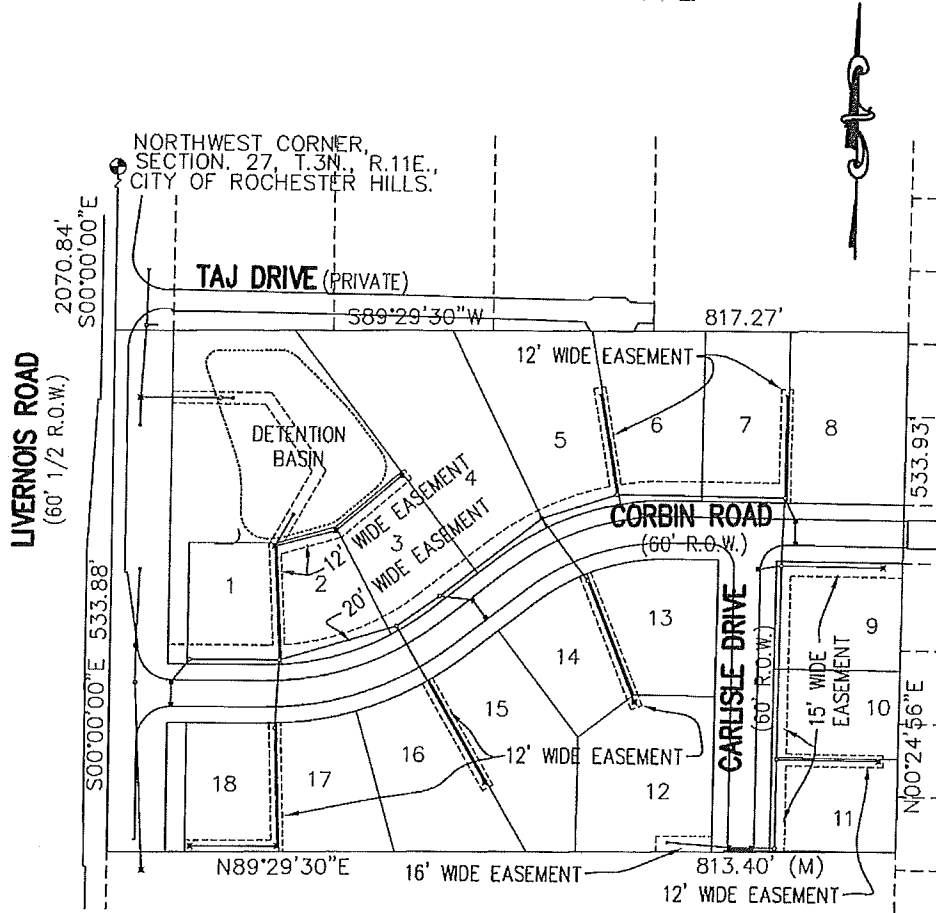 NORTHWEST CORNER,
SECTION. 27, T.3N., R.11E.,
CITY OF ROCHESTER HILLS.
2070.84'
S00°00'00"E
TAJ DRIVE (PRIVATE)
S89°29'30"W
817.27'
12' WIDE EASEMENT
LIVERNOIS ROAD
(60' 1/2 R.O.W.)
DETENTION
BASIN
5
6
7
8
533.93'
12' WIDE EASEMENT
4
CORBIN ROAD
(60' R.O.W.)
3
20' WIDE EASEMENT
1
2
S00°00'00"E 533.88'
13
CARLISLE DRIVE
(60' R.O.W.)
9
15' WIDE
EASEMENT
14
10
15
N00°24'56"E
16
12' WIDE EASEMENT
18
17
12
11
N89°29'30"E
16' WIDE EASEMENT
813.40' (M)
12' WIDE EASEMENT